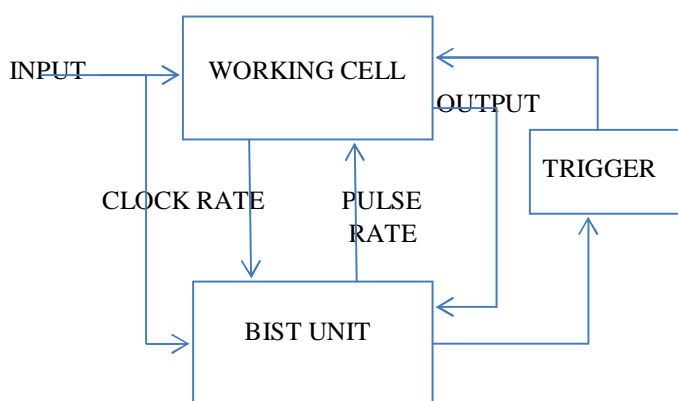 INPUT
WORKING CELL
OUTPUT
TRIGGER
CLOCK RATE
PULSE
RATE
BIST UNIT